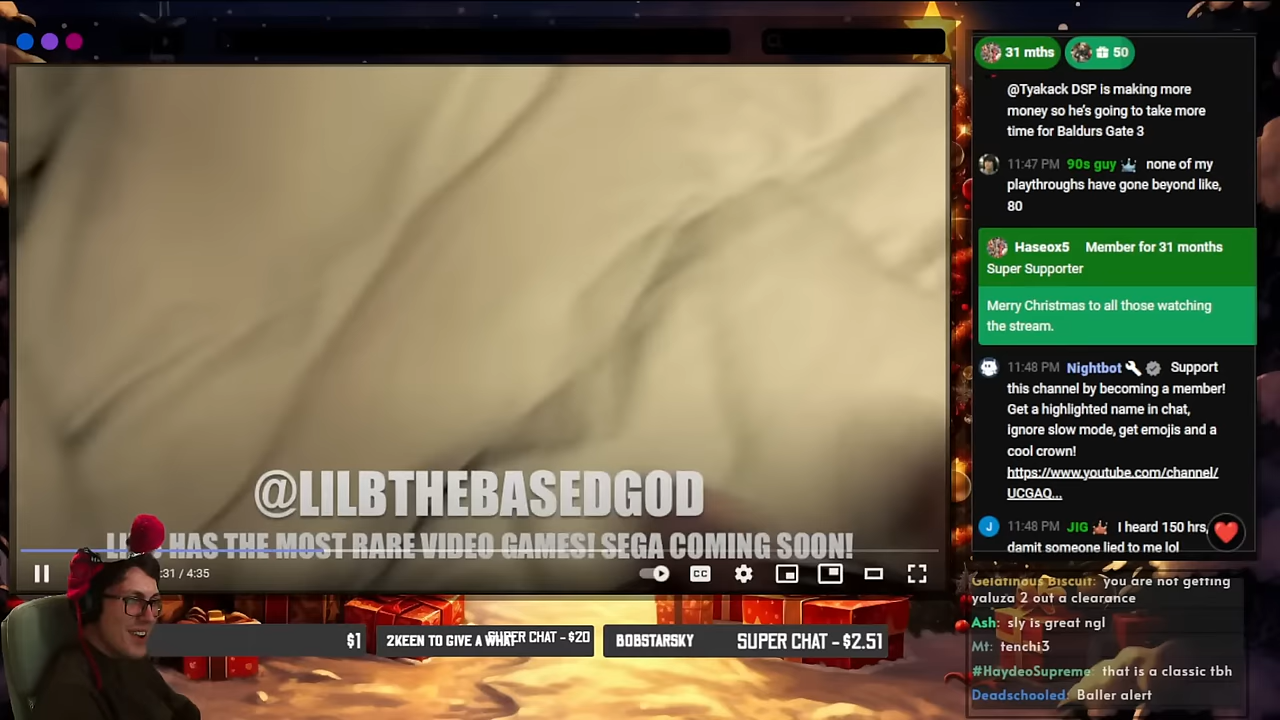 31 mths
50
@Tyakack DSP is making more
money so he's going to take more
time for Baldurs Gate 3
11:47 PM 90s guy none of my
playthroughs have gone beyond like,
80
Haseox5 Member for 31 months
Super Supporter
Merry Christmas to all those watching
the stream.
11:48 PM Nightbot Support
this channel by becoming a member!
Get a highlighted name in chat,
ignore slow mode, get emojis and a
cool crown!
https://www.youtube.com/channel/
UCGAQ...
J 11:48 PM JIG I heard 150 hrs,
damit someone lied to me lol
@LILBTHEBASEDGOD
HAS THE MOST RARE VIDEO GAMES! SEGA COMING SOON!
:31 / 4:35
CC
$1
2KEEN TO GIVE A WHAT SUPER CHAT - $20
BOBSTARSKY SUPER CHAT - $2.51
Gelatinous Biscuit: you are not getting
yaluza 2 out a clearance
Ash: sly is great ngl
Mt: tenchi3
#HaydeoSupreme: that is a classic tbh
Deadschooled: Baller alert